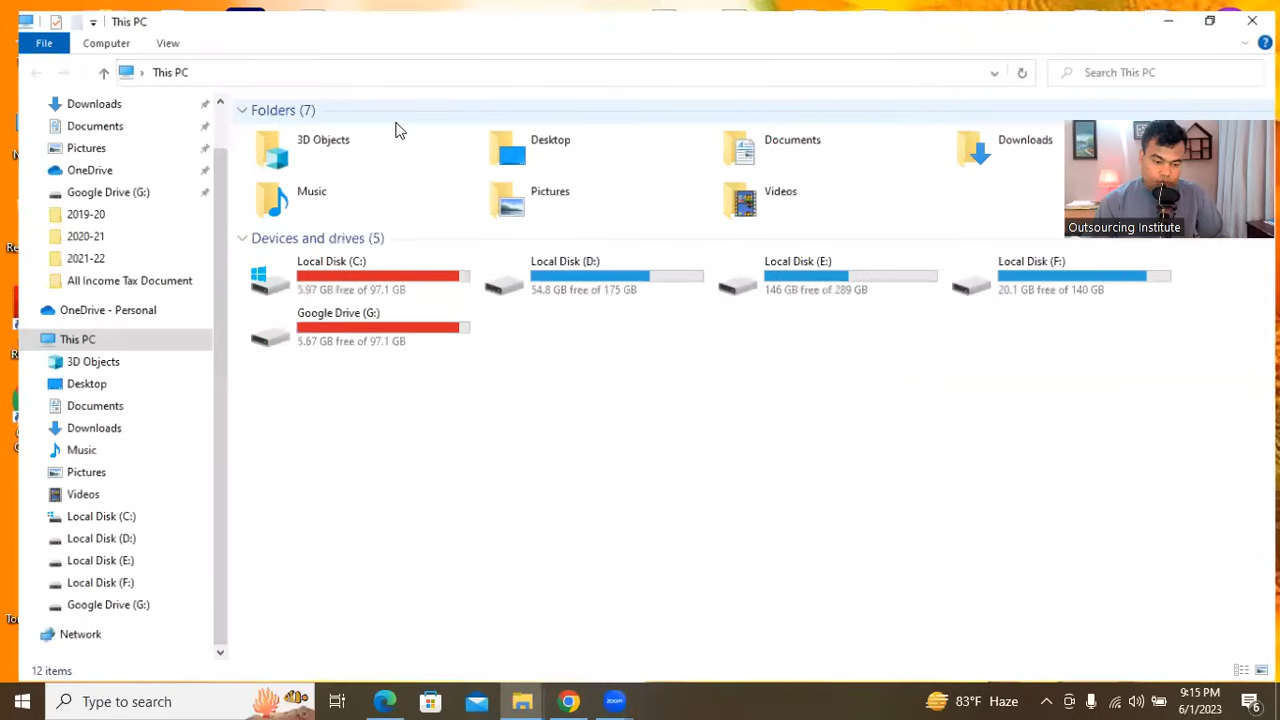 This PC
File Computer View
This PC
Search This PC
Downloads
Documents
Pictures
OneDrive
Google Drive (G:)
2019-20
2020-21
2021-22
All Income Tax Document
OneDrive - Personal
This PC
3D Objects
Desktop
Documents
Downloads
Music
Pictures
Videos
Local Disk (C:)
Local Disk (D:)
Local Disk (E:)
Local Disk (F:)
Google Drive (G:)
Network
Folders (7)
3D Objects Desktop Documents Downloads
Music Pictures Videos
Devices and drives (5)
Local Disk (C:) Local Disk (D:) Local Disk (E:) Local Disk (F:)
5.97 GB free of 97.1 GB 54.8 GB free of 175 GB 146 GB free of 289 GB 20.1 GB free of 140 GB
Google Drive (G:)
5.67 GB free of 97.1 GB
Outsourcing Institute
12 items
Type to search
zoom
83°F Haze
9:15 PM
6/1/2023
6